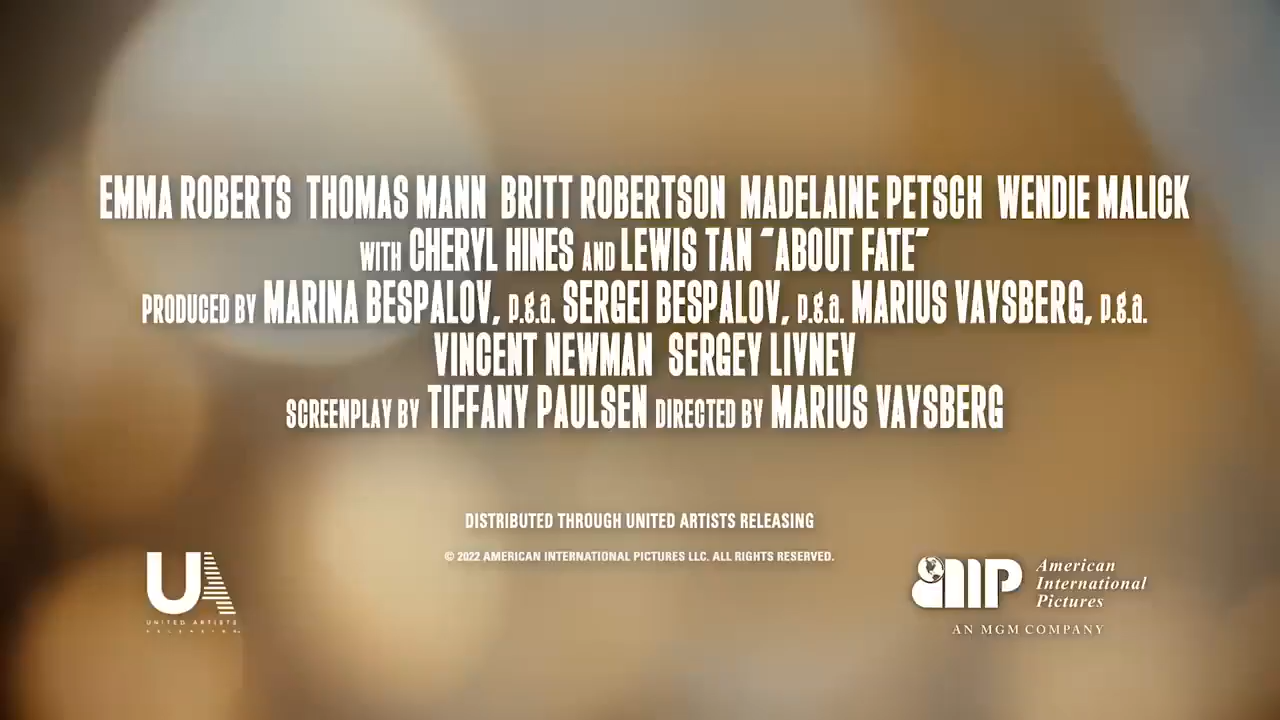 EMMA ROBERTS THOMAS MANN BRITT ROBERTSON MADELAINE PETSCH WENDIE MALICK
WITH CHERYL HINES AND LEWIS TAN "ABOUT FATE"
PRODUCED BY MARINA BESPALOV, p.g.a. SERGEI BESPALOV, p.g.a. MARIUS VAYSBERG, p.g.a.
VINCENT NEWMAN SERGEY LIVNEV
SCREENPLAY BY TIFFANY PAULSEN DIRECTED BY MARIUS VAYSBERG
DISTRIBUTED THROUGH UNITED ARTISTS RELEASING
© 2022 AMERICAN INTERNATIONAL PICTURES LLC. ALL RIGHTS RESERVED.
UA
UNITED ARTISTS
RELEASING
AIP
American
International
Pictures
AN MGM COMPANY